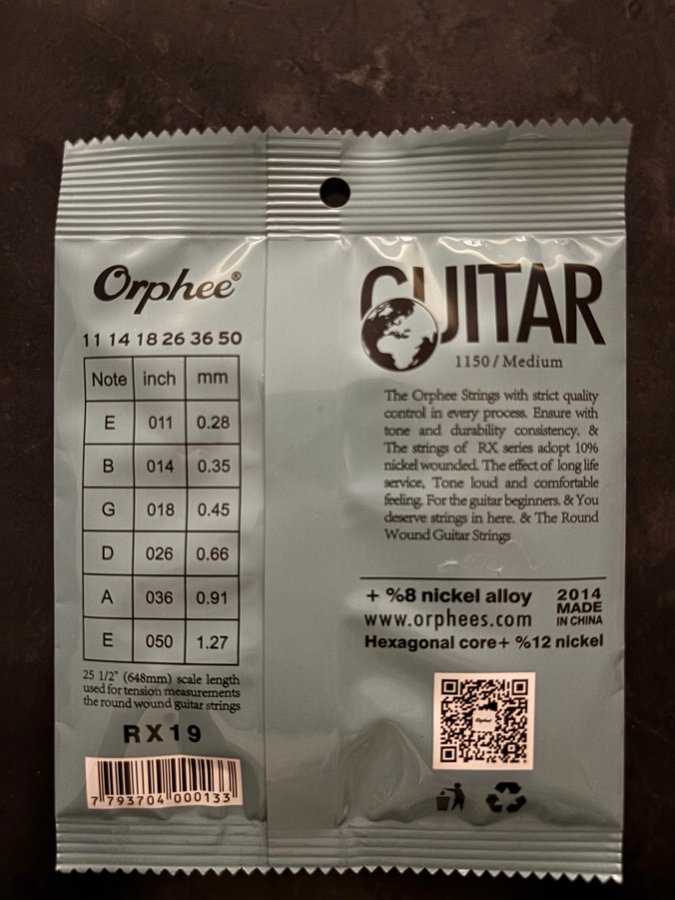 Orphee®
11 14 18 26 36 50
Note inch mm
E 011 0.28
B 014 0.35
G 018 0.45
D 026 0.66
A 036 0.91
E 050 1.27
25 1/2" (648mm) scale length
used for tension measurements
the round wound guitar strings
RX19
7 793704 000133
GUITAR
1150/Medium
The Orphee Strings with strict quality
control in every process. Ensure with
tone and durability consistency. &
The strings of RX series adopt 10%
nickel wounded. The effect of long life
service, Tone loud and comfortable
feeling. For the guitar beginners. & You
deserve strings in here. & The Round
Wound Guitar Strings
+ %8 nickel alloy
www.orphees.com
2014
MADE
IN CHINA
Hexagonal core+ %12 nickel
Orphee